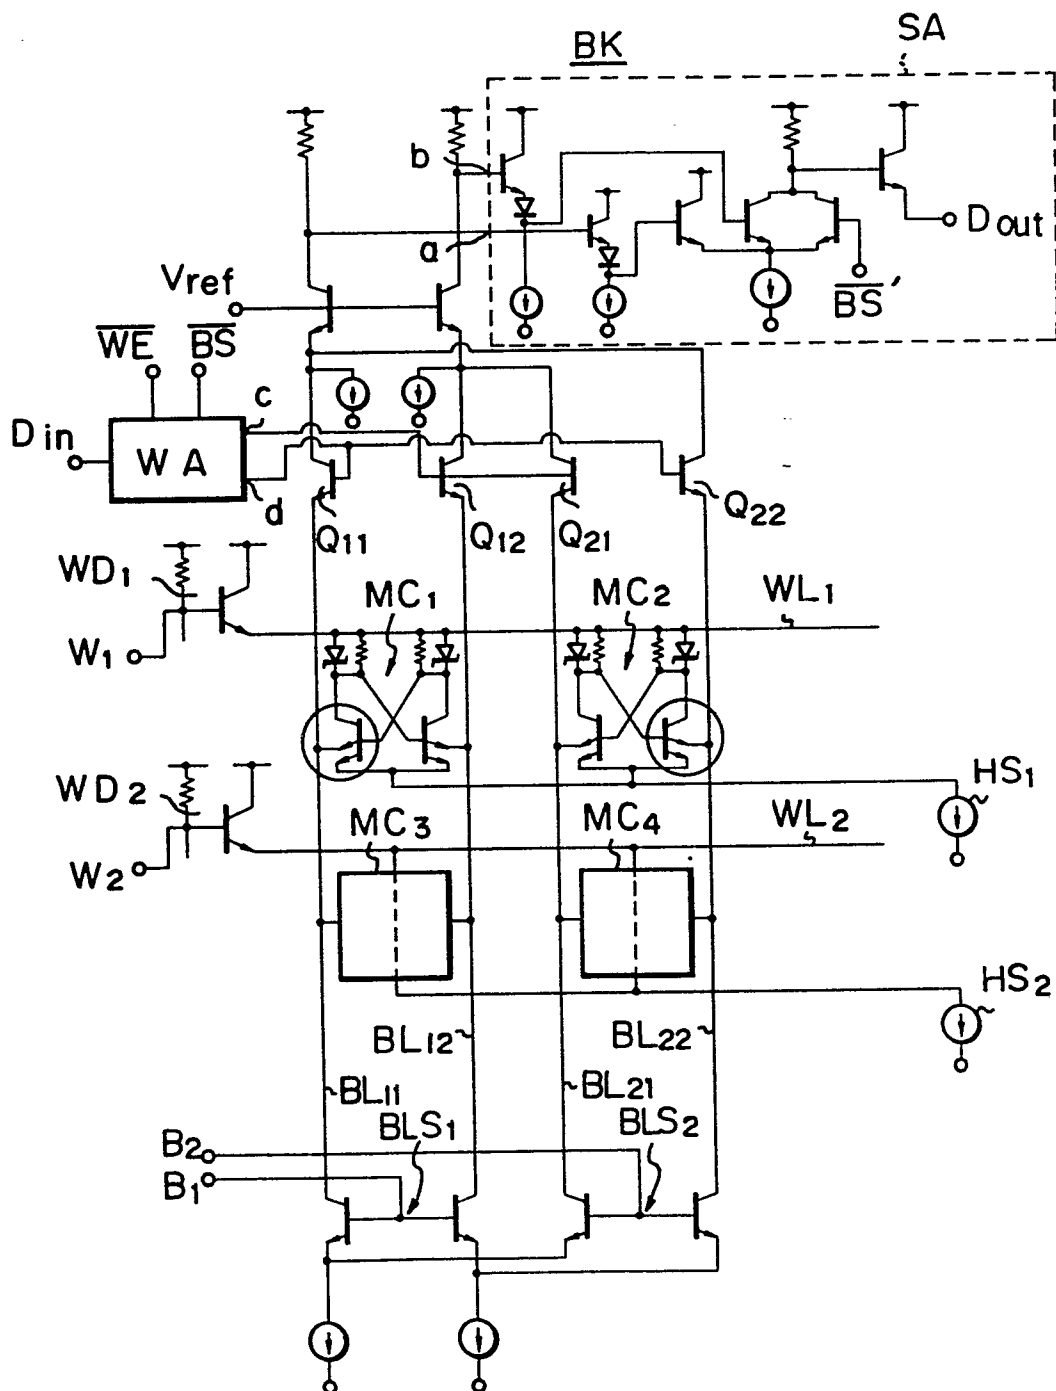 BK
SA
b
a
Dout
BS'
Vref
WE
BS
c
Din
WA
d
Q11
Q12
Q21
Q22
WD1
MC1
MC2
WL1
W1
HS1
WD2
MC3
MC4
WL2
W2
HS2
BL12
BL22
BL11
BL21
BLS1
BLS2
B2
B1